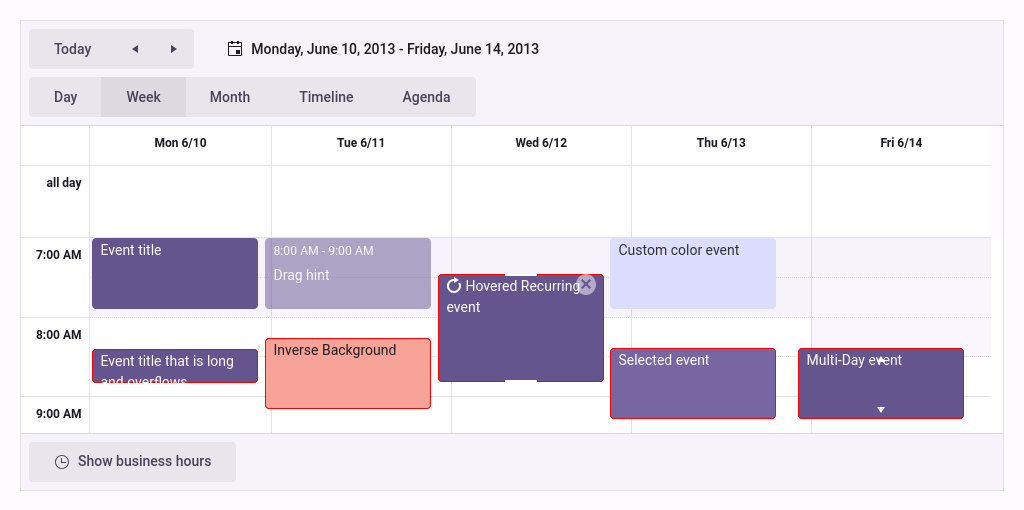 Today
Monday, June 10, 2013 - Friday, June 14, 2013
Day Week Month Timeline Agenda
Mon 6/10 Tue 6/11 Wed 6/12 Thu 6/13 Fri 6/14
all day
7:00 AM
Event title
8:00 AM - 9:00 AM
Drag hint
Custom color event
Hovered Recurring
event
8:00 AM
Event title that is long
and overflows
Inverse Background
Selected event
Multi-Day event
9:00 AM
Show business hours